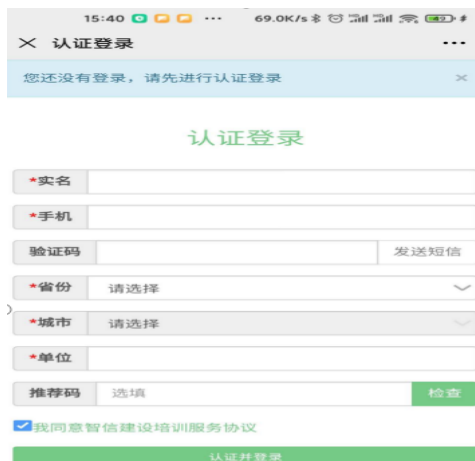 15:40 ... 69.0K/s
× 认证登录 ...
您还没有登录，请先进行认证登录 ×
认证登录
*实名
*手机
验证码 发送短信
*省份 请选择
*城市 请选择
*单位
推荐码 选填 检查
我同意智信建设培训服务协议
认证并登录